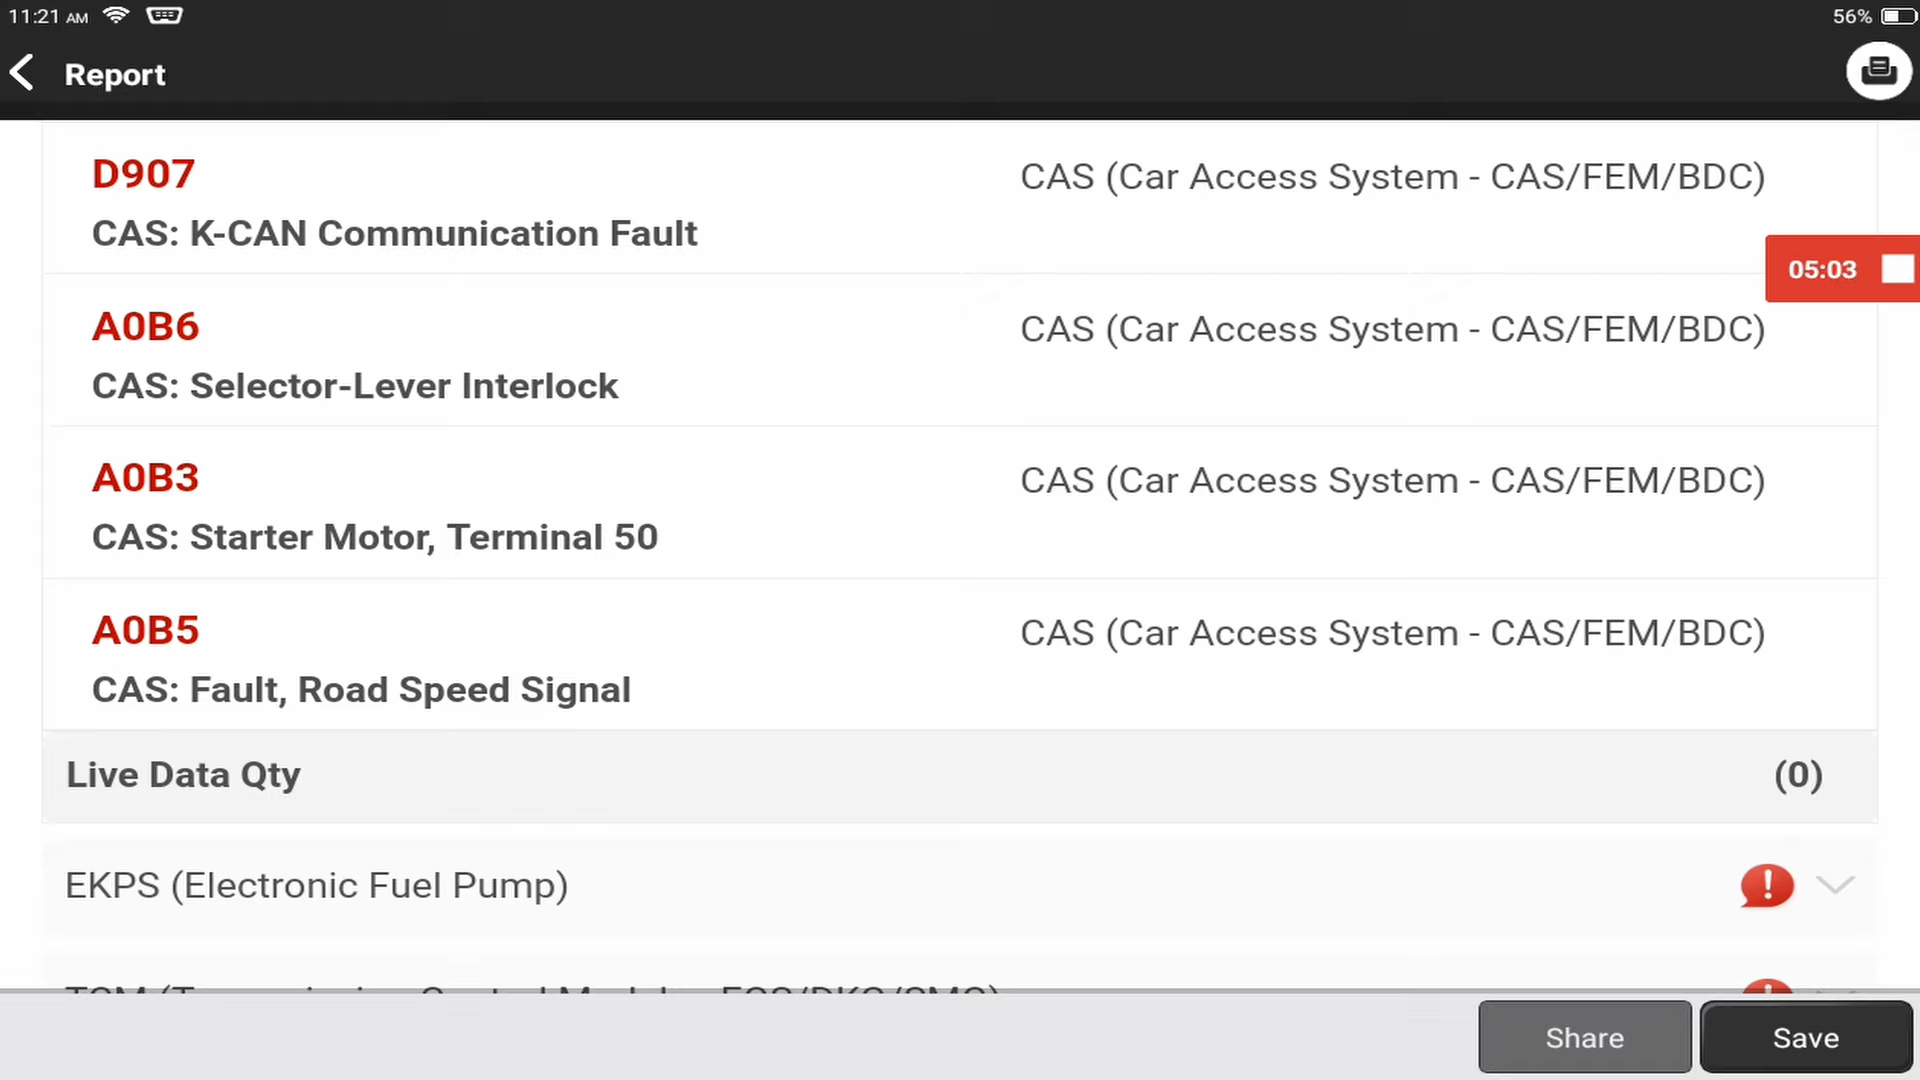 11:21 AM
56%
Report
D907
CAS (Car Access System - CAS/FEM/BDC)
CAS: K-CAN Communication Fault
05:03
A0B6
CAS (Car Access System - CAS/FEM/BDC)
CAS: Selector-Lever Interlock
A0B3
CAS (Car Access System - CAS/FEM/BDC)
CAS: Starter Motor, Terminal 50
A0B5
CAS (Car Access System - CAS/FEM/BDC)
CAS: Fault, Road Speed Signal
Live Data Qty
(0)
EKPS (Electronic Fuel Pump)
Share
Save